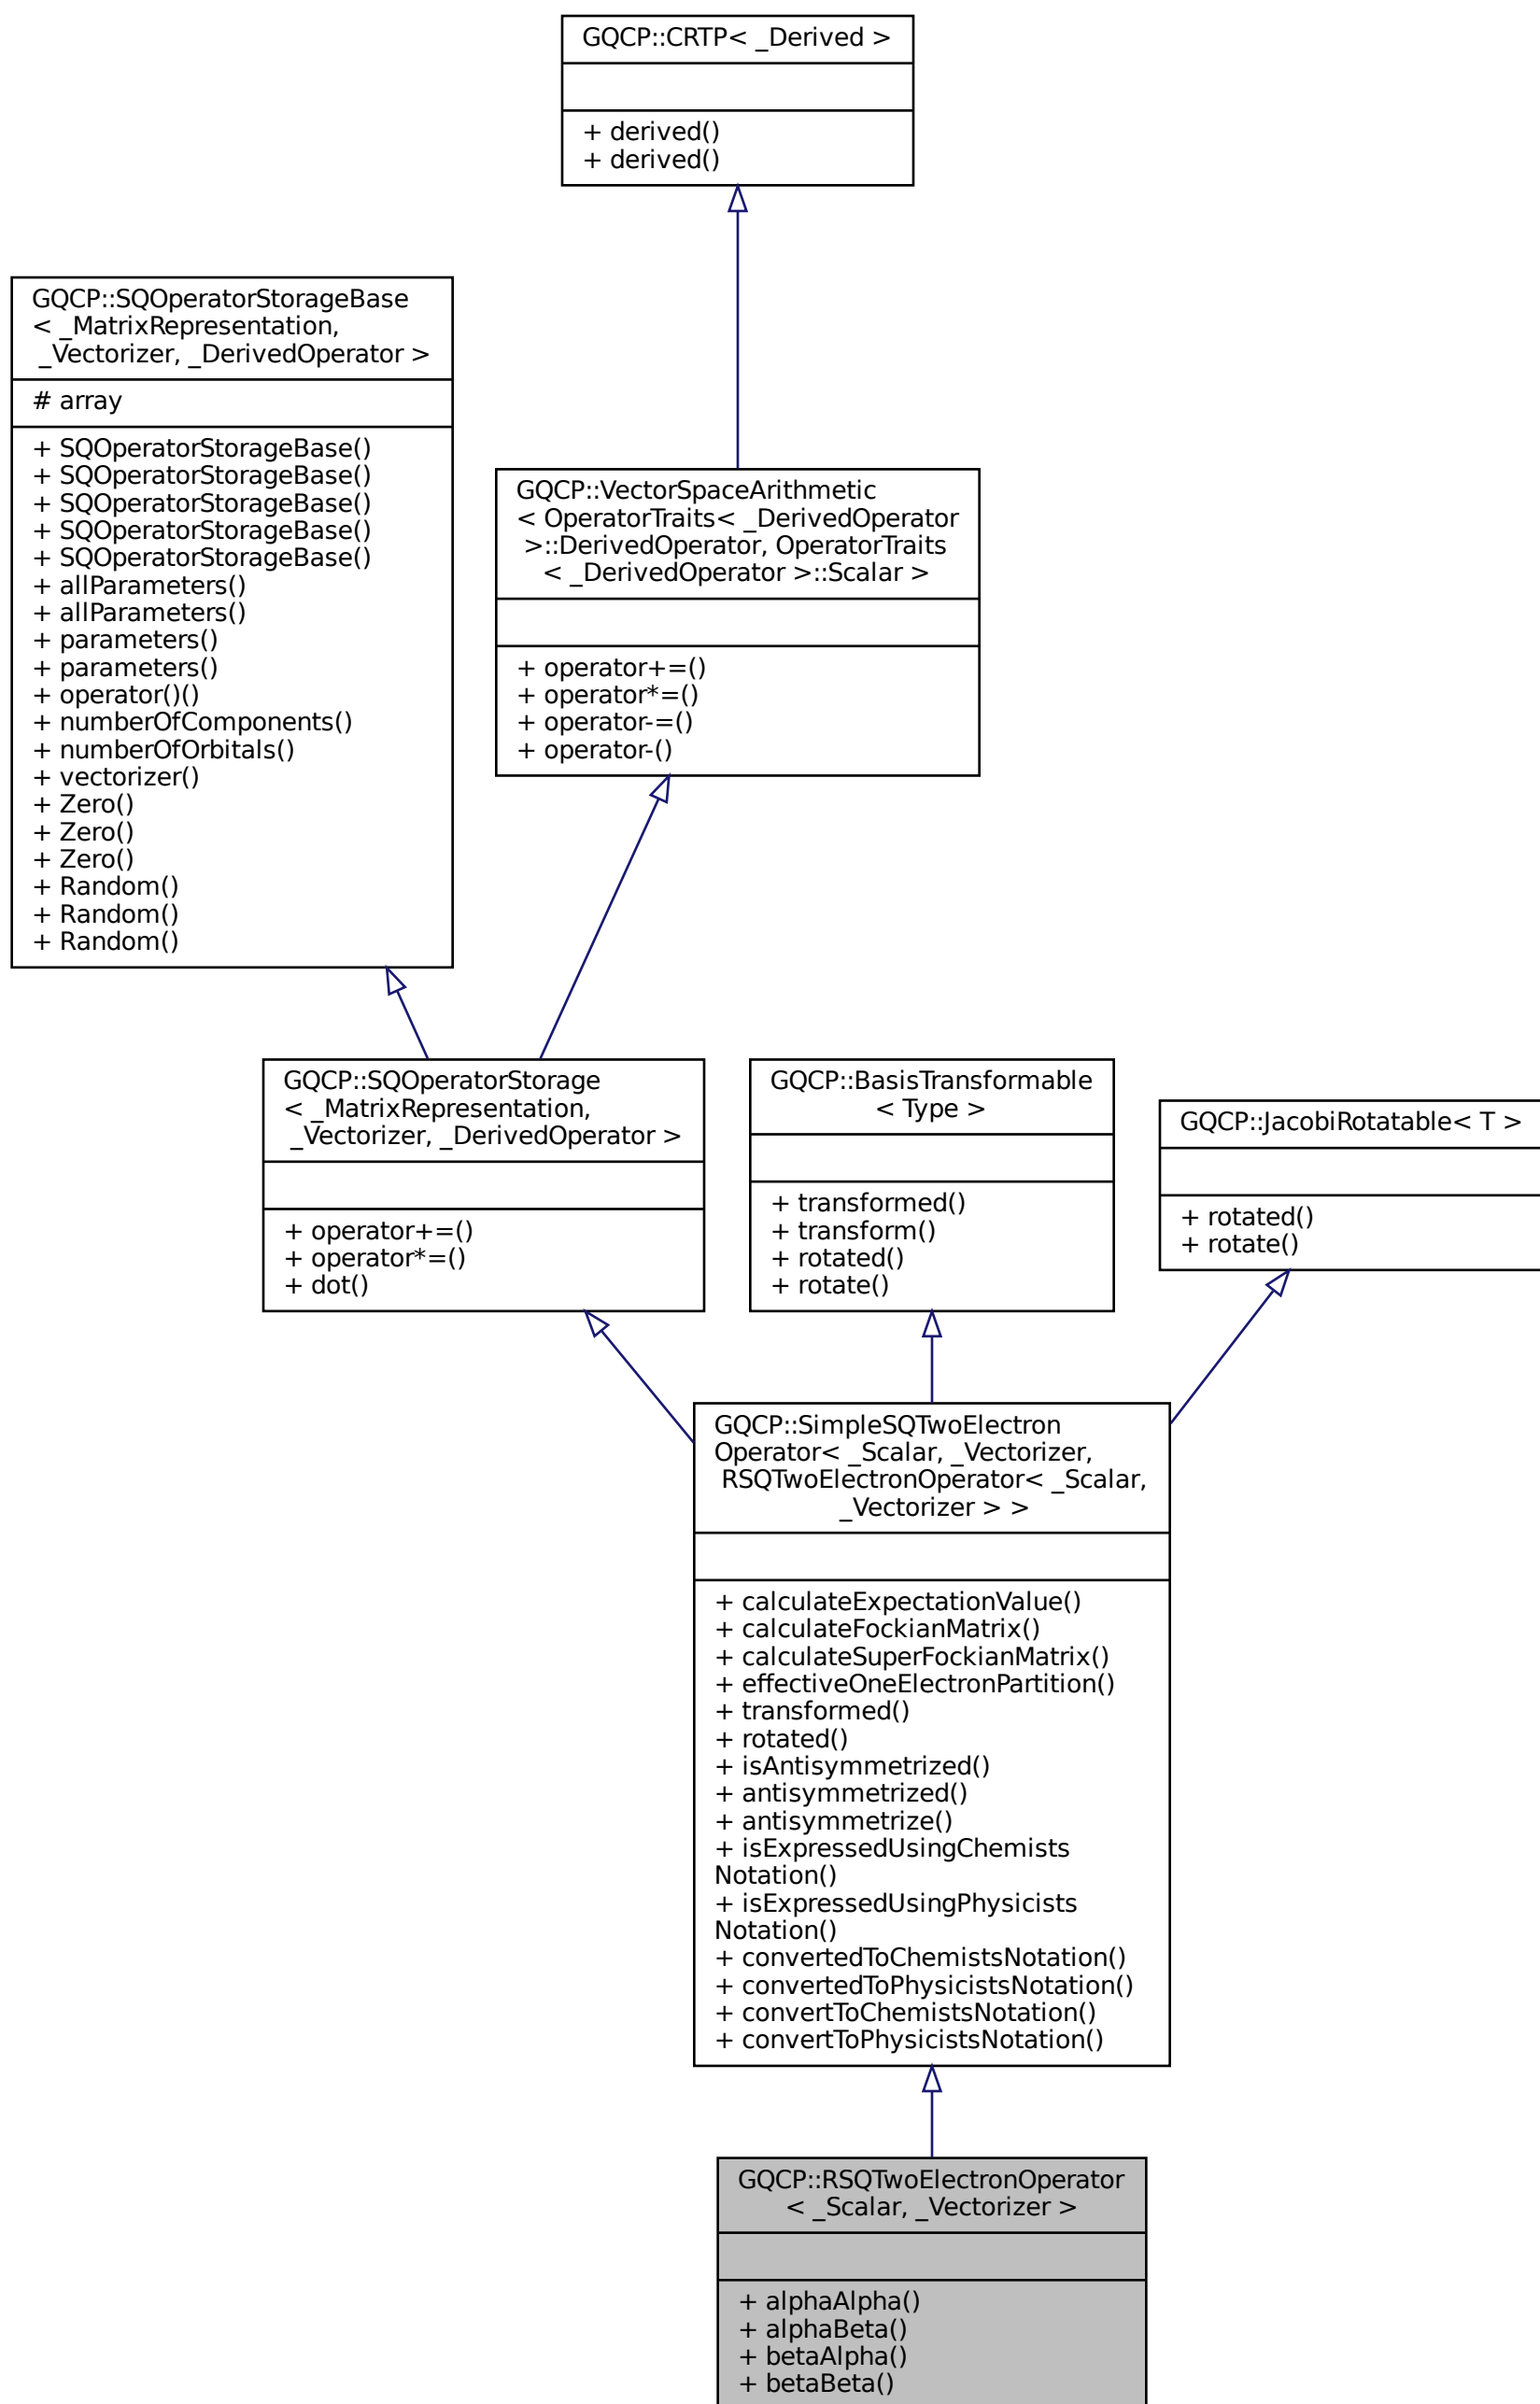 GQCP::CRTP< _Derived >
+ derived()
+ derived()
GQCP::SQOperatorStorageBase
< _MatrixRepresentation,
_Vectorizer, _DerivedOperator >
# array
+ SQOperatorStorageBase()
+ SQOperatorStorageBase()
+ SQOperatorStorageBase()
+ SQOperatorStorageBase()
+ SQOperatorStorageBase()
+ allParameters()
+ allParameters()
+ parameters()
+ parameters()
+ operator()()
+ numberOfComponents()
+ numberOfOrbitals()
+ vectorizer()
+ Zero()
+ Zero()
+ Zero()
+ Random()
+ Random()
+ Random()
GQCP::VectorSpaceArithmetic
< OperatorTraits< _DerivedOperator
>::DerivedOperator, OperatorTraits
< _DerivedOperator >::Scalar >
+ operator+=()
+ operator*=()
+ operator-=()
+ operator-()
GQCP::SQOperatorStorage
< _MatrixRepresentation,
_Vectorizer, _DerivedOperator >
+ operator+=()
+ operator*=()
+ dot()
GQCP::BasisTransformable
< Type >
+ transformed()
+ transform()
+ rotated()
+ rotate()
GQCP::JacobiRotatable< T >
+ rotated()
+ rotate()
GQCP::SimpleSQTwoElectron
Operator< _Scalar, _Vectorizer,
RSQTwoElectronOperator< _Scalar,
_Vectorizer > >
+ calculateExpectationValue()
+ calculateFockianMatrix()
+ calculateSuperFockianMatrix()
+ effectiveOneElectronPartition()
+ transformed()
+ rotated()
+ isAntisymmetrized()
+ antisymmetrized()
+ antisymmetrize()
+ isExpressedUsingChemists
Notation()
+ isExpressedUsingPhysicists
Notation()
+ convertedToChemistsNotation()
+ convertedToPhysicistsNotation()
+ convertToChemistsNotation()
+ convertToPhysicistsNotation()
GQCP::RSQTwoElectronOperator
< _Scalar, _Vectorizer >
+ alphaAlpha()
+ alphaBeta()
+ betaAlpha()
+ betaBeta()